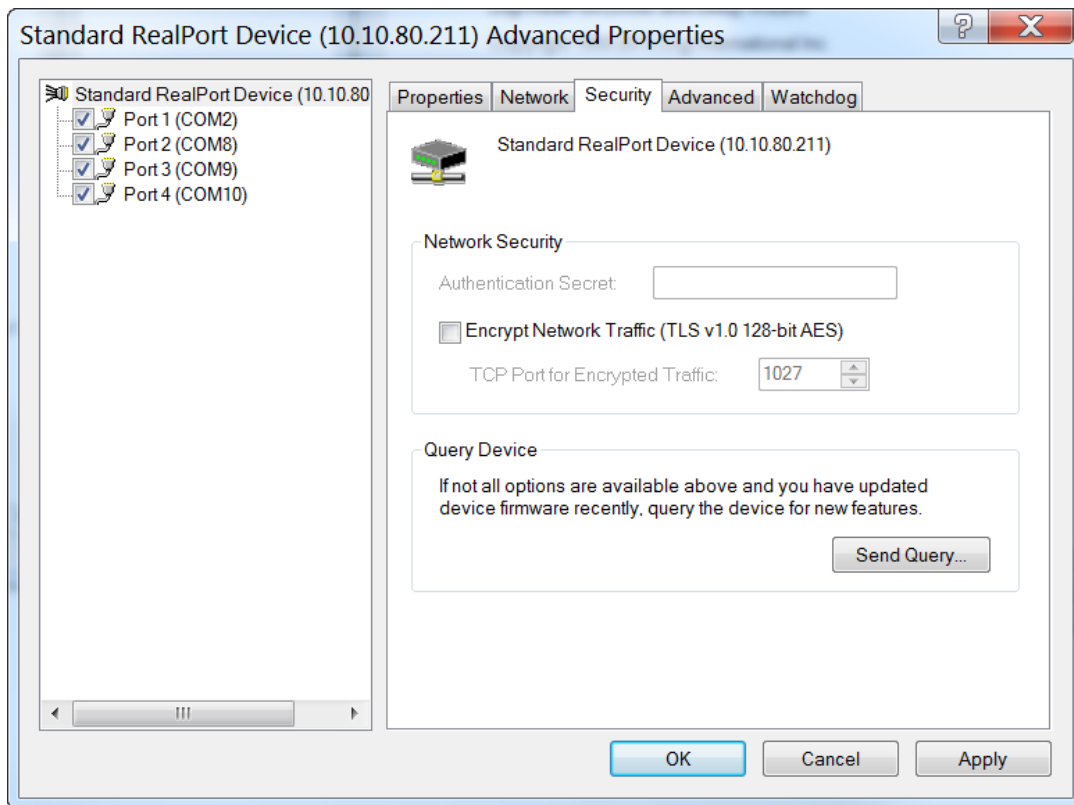 Standard RealPort Device (10.10.80.211) Advanced Properties
Standard RealPort Device (10.10.80
Port 1 (COM2)
Port 2 (COM8)
Port 3 (COM9)
Port 4 (COM10)
Properties Network Security Advanced Watchdog
Standard RealPort Device (10.10.80.211)
Network Security
Authentication Secret:
Encrypt Network Traffic (TLS v1.0 128-bit AES)
TCP Port for Encrypted Traffic: 1027
Query Device
If not all options are available above and you have updated
device firmware recently, query the device for new features.
Send Query...
OK Cancel Apply